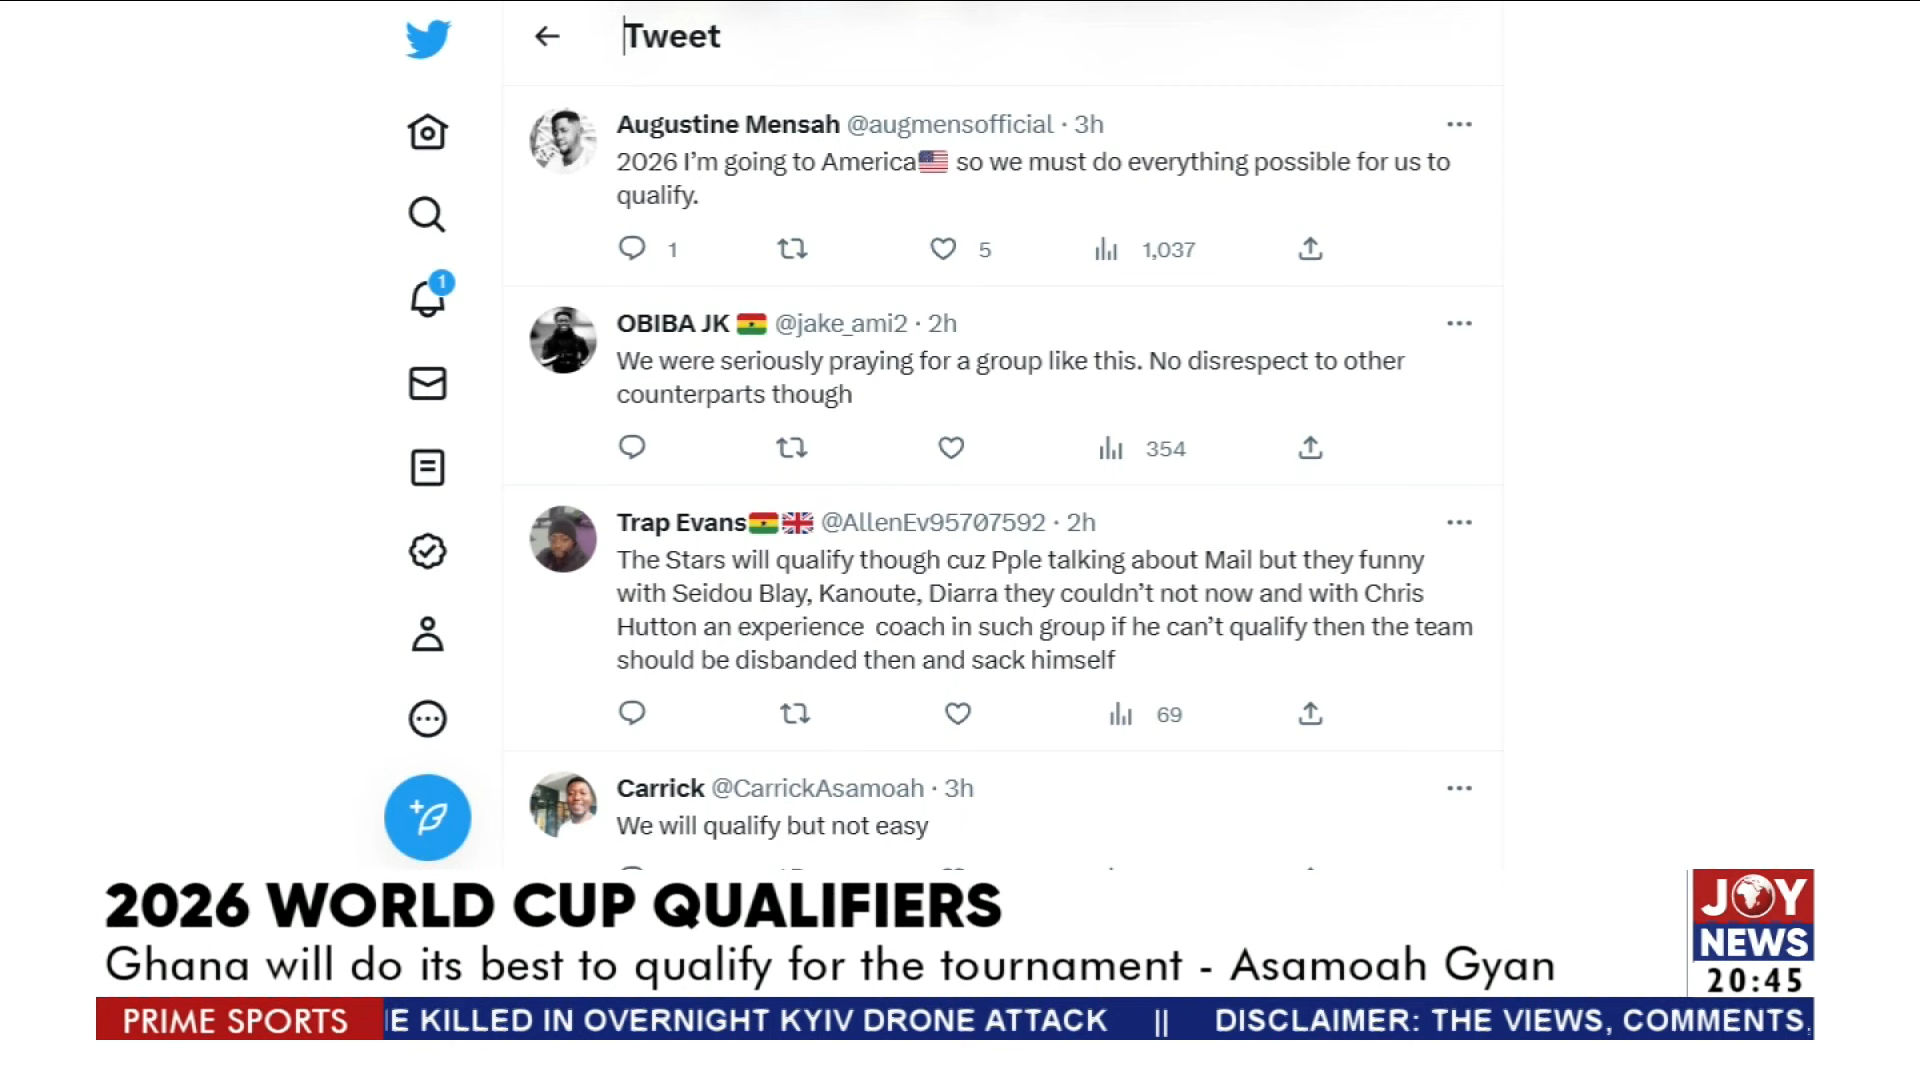 Tweet
Augustine Mensah @augmensofficial · 3h
2026 I’m going to America🇺🇸 so we must do everything possible for us to
qualify.
1 5 1,037
1
OBIBA JK 🇬🇭 @jake_ami2 · 2h
We were seriously praying for a group like this. No disrespect to other
counterparts though
354
Trap Evans🇬🇭🇬🇧 @AllenEv95707592 · 2h
The Stars will qualify though cuz Pple talking about Mail but they funny
with Seidou Blay, Kanoute, Diarra they couldn’t not now and with Chris
Hutton an experience coach in such group if he can’t qualify then the team
should be disbanded then and sack himself
69
Carrick @CarrickAsamoah · 3h
We will qualify but not easy
2026 WORLD CUP QUALIFIERS
Ghana will do its best to qualify for the tournament - Asamoah Gyan
JOY
NEWS
20:45
PRIME SPORTS
E KILLED IN OVERNIGHT KYIV DRONE ATTACK || DISCLAIMER: THE VIEWS, COMMENTS,